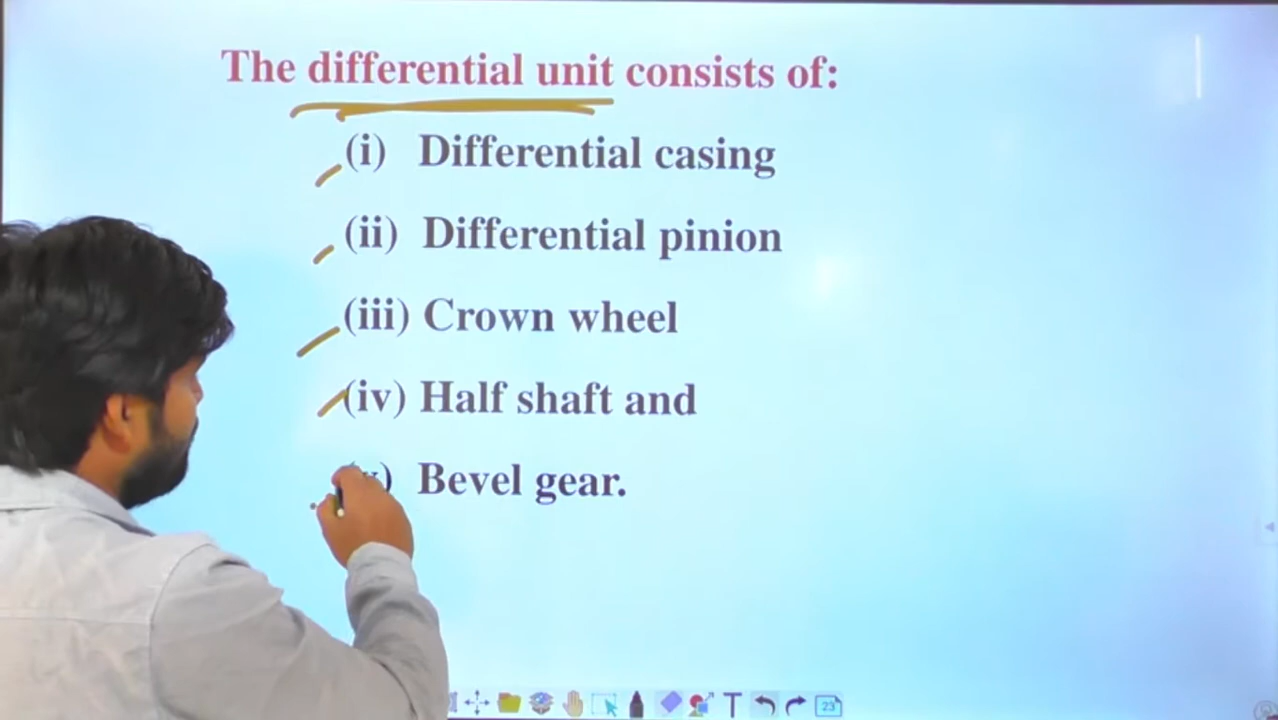 The differential unit consists of:
(i) Differential casing
(ii) Differential pinion
(iii) Crown wheel
(iv) Half shaft and
(v) Bevel gear.
T
23